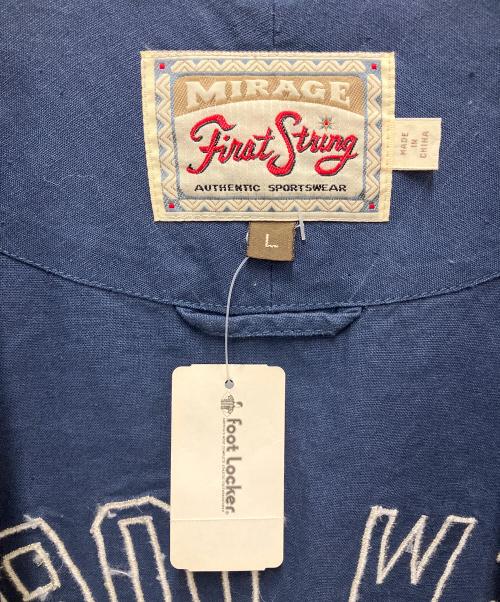 MIRAGE
First String
AUTHENTIC SPORTSWEAR
MADE
IN
CHINA
L
foot Locker.
W